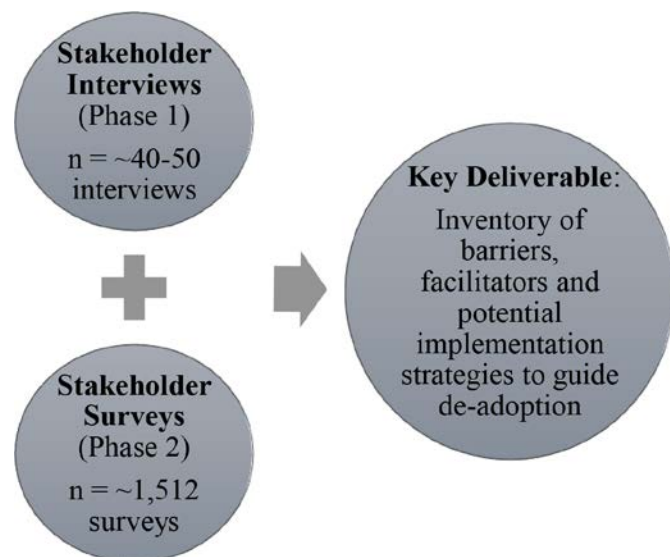 Stakeholder
Interviews
(Phase 1)
n = ~40-50
interviews
Stakeholder
Surveys
(Phase 2)
n = ~1,512
surveys
Key Deliverable:
Inventory of
barriers,
facilitators and
potential
implementation
strategies to guide
de-adoption